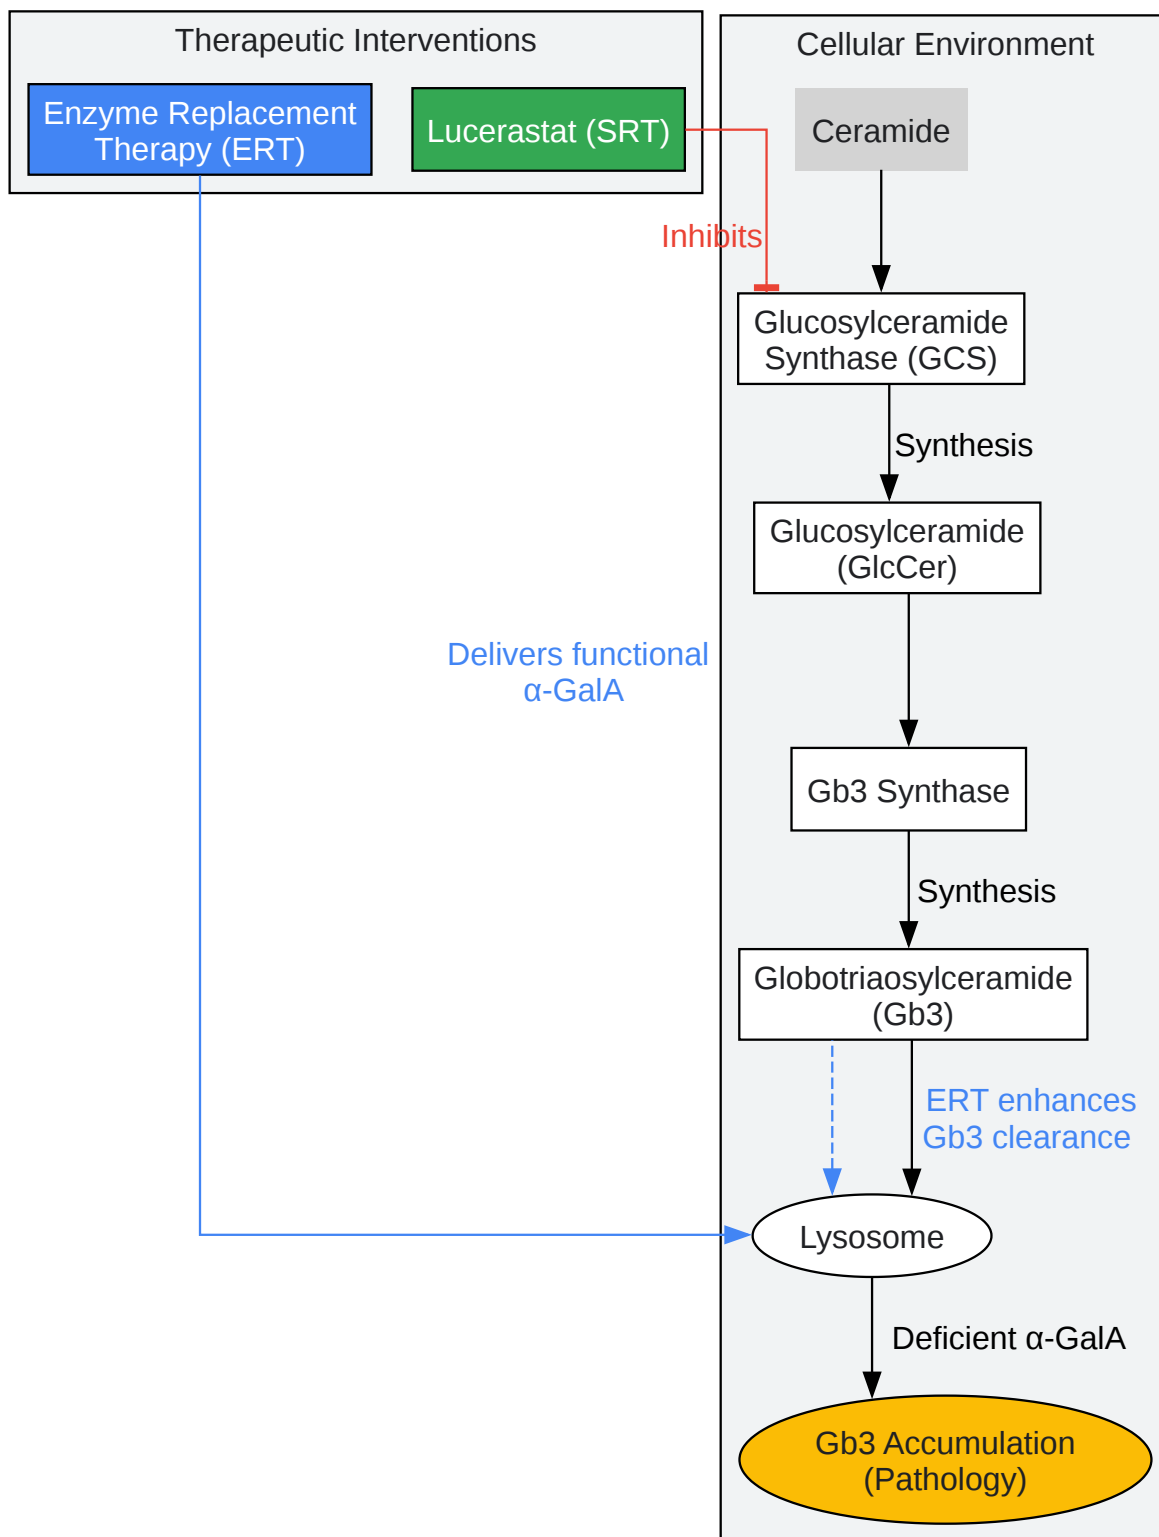 Therapeutic Interventions
Enzyme Replacement
Therapy (ERT)
Lucerastat (SRT)
Cellular Environment
Ceramide
Inhibits
Glucosylceramide
Synthase (GCS)
Synthesis
Glucosylceramide
(GlcCer)
Delivers functional
α-GalA
Gb3 Synthase
Synthesis
Globotriaosylceramide
(Gb3)
ERT enhances
Gb3 clearance
Lysosome
Deficient α-GalA
Gb3 Accumulation
(Pathology)